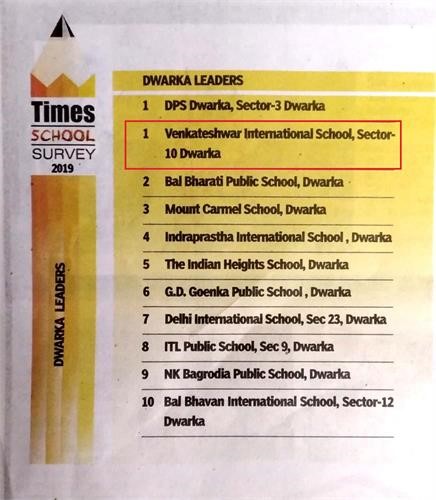 Times
SCHOOL
SURVEY
2019
DWARKA LEADERS
DWARKA LEADERS
1 DPS Dwarka, Sector-3 Dwarka
1 Venkateshwar International School, Sector-
10 Dwarka
2 Bal Bharati Public School, Dwarka
3 Mount Carmel School, Dwarka
4 Indraprastha International School , Dwarka
5 The Indian Heights School, Dwarka
6 G.D. Goenka Public School , Dwarka
7 Delhi International School, Sec 23, Dwarka
8 ITL Public School, Sec 9, Dwarka
9 NK Bagrodia Public School, Dwarka
10 Bal Bhavan International School, Sector-12
Dwarka